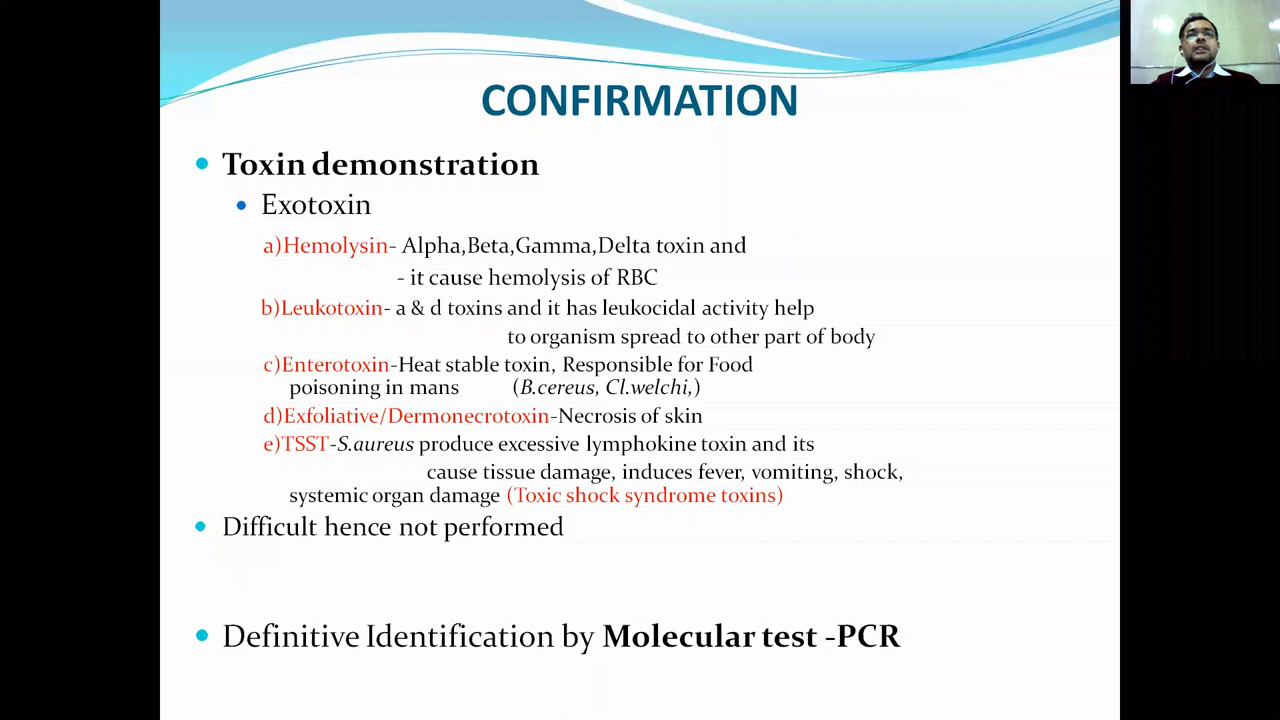 CONFIRMATION
• Toxin demonstration
• Exotoxin
a)Hemolysin- Alpha,Beta,Gamma,Delta toxin and
- it cause hemolysis of RBC
b)Leukotoxin- a & d toxins and it has leukocidal activity help
to organism spread to other part of body
c)Enterotoxin-Heat stable toxin, Responsible for Food
poisoning in mans (B.cereus, Cl.welchi,)
d)Exfoliative/Dermonecrotoxin-Necrosis of skin
e)TSST-S.aureus produce excessive lymphokine toxin and its
cause tissue damage, induces fever, vomiting, shock,
systemic organ damage (Toxic shock syndrome toxins)
• Difficult hence not performed
• Definitive Identification by Molecular test -PCR